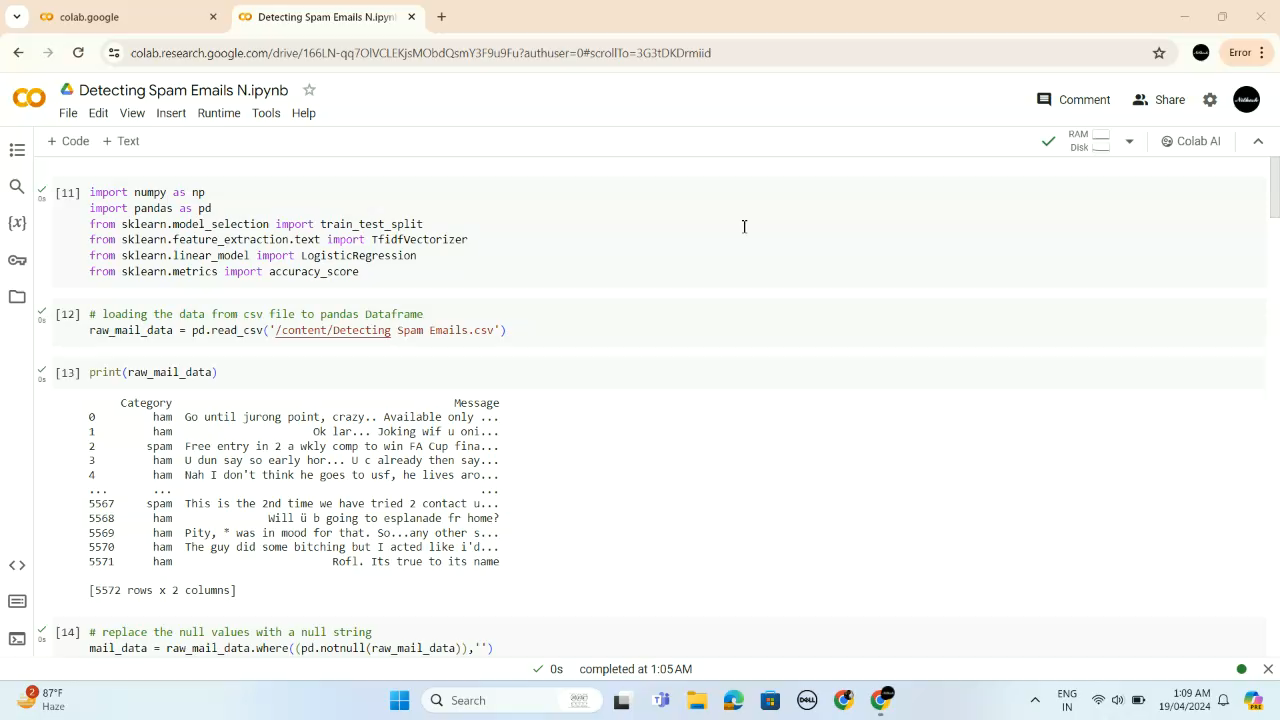 colab.google
Detecting Spam Emails N.ipynl
colab.research.google.com/drive/166LN-qq7OlVCLEKjsMObdQsmY3F9u9Fu?authuser=0#scrollTo=3G3tDKDrmiid
Error
Detecting Spam Emails N.ipynb
File Edit View Insert Runtime Tools Help
Comment Share
+ Code + Text
RAM
Disk
Colab AI
[11] import numpy as np
0s
import pandas as pd
from sklearn.model_selection import train_test_split
from sklearn.feature_extraction.text import TfidfVectorizer
from sklearn.linear_model import LogisticRegression
from sklearn.metrics import accuracy_score
[12] # loading the data from csv file to pandas Dataframe
0s
raw_mail_data = pd.read_csv('/content/Detecting Spam Emails.csv')
[13] print(raw_mail_data)
0s
Category Message
0 ham Go until jurong point, crazy.. Available only ...
1 ham Ok lar... Joking wif u oni...
2 spam Free entry in 2 a wkly comp to win FA Cup fina...
3 ham U dun say so early hor... U c already then say...
4 ham Nah I don't think he goes to usf, he lives aro...
... ... ...
5567 spam This is the 2nd time we have tried 2 contact u...
5568 ham Will ü b going to esplanade fr home?
5569 ham Pity, * was in mood for that. So...any other s...
5570 ham The guy did some bitching but I acted like i'd...
5571 ham Rofl. Its true to its name
[5572 rows x 2 columns]
[14] # replace the null values with a null string
0s
mail_data = raw_mail_data.where((pd.notnull(raw_mail_data)),'')
0s completed at 1:05 AM
2
87°F
Haze
Search
DELL
ENG
IN
1:09 AM
19/04/2024
PRE